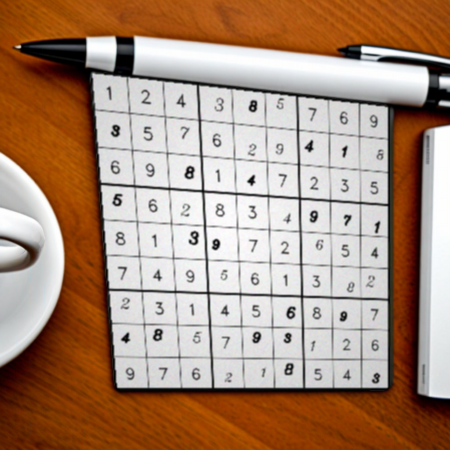 1 2 4 3 8 5 7 6 9
3 5 7 6 2 9 4 1 8
6 9 8 1 4 7 2 3 5
5 6 2 8 3 4 9 7 1
8 1 3 9 7 2 6 5 4
7 4 9 5 6 1 3 8 2
2 3 1 4 5 6 8 9 7
4 8 5 7 9 3 1 2 6
9 7 6 2 1 8 5 4 3